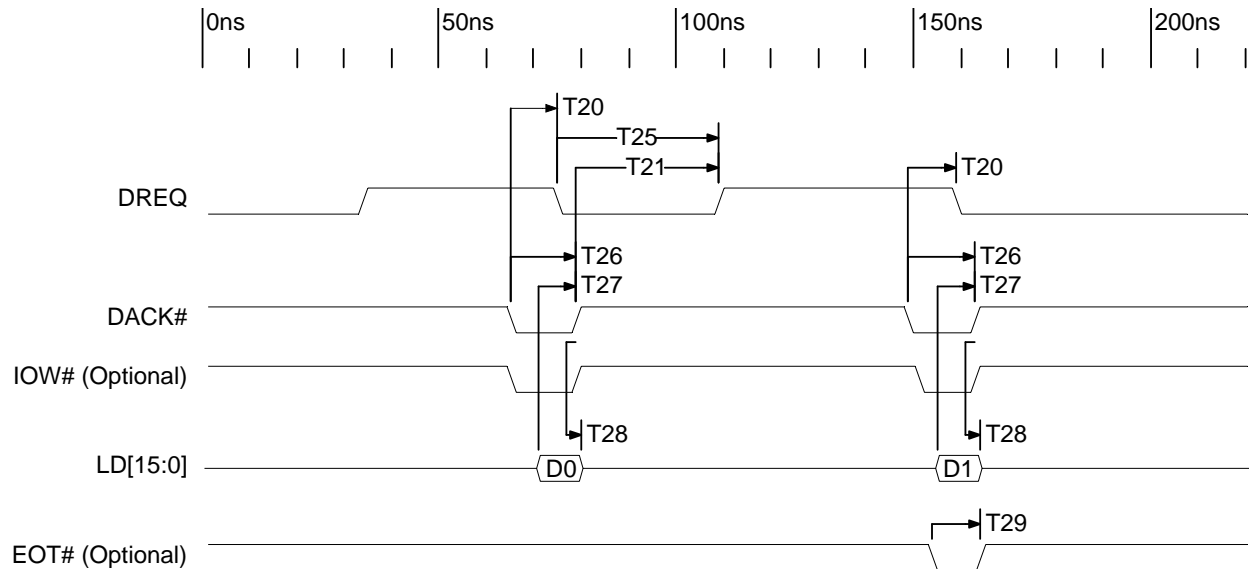 0ns 50ns 100ns 150ns 200ns
T20
T25
T21 T20
DREQ
T26 T26
T27 T27
DACK#
IOW# (Optional)
T28 T28
LD[15:0] D0 D1
T29
EOT# (Optional)